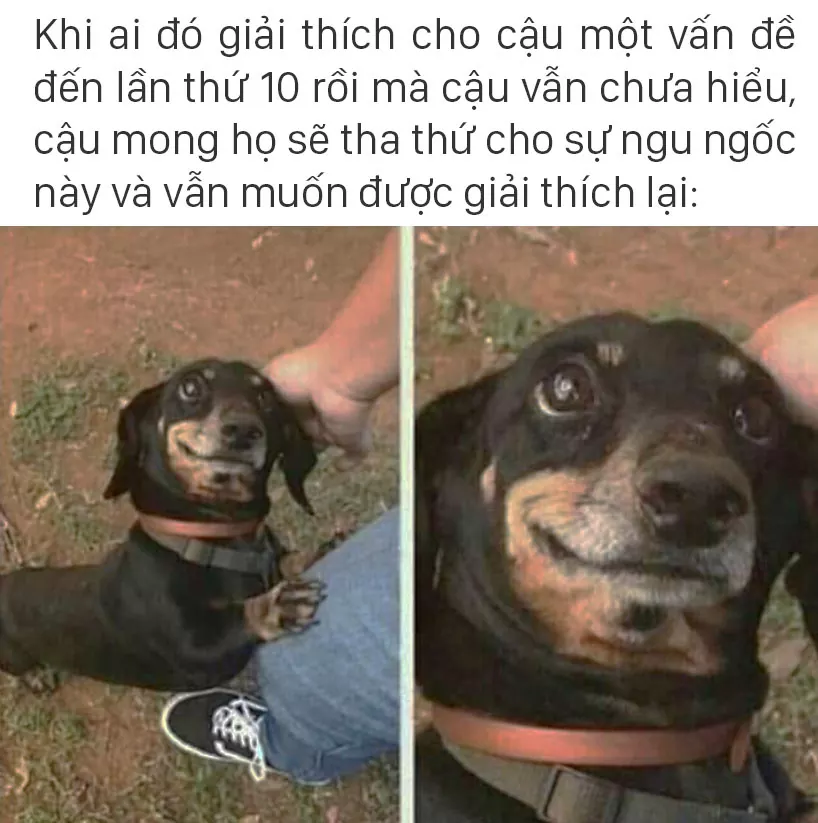 Khi ai đó giải thích cho cậu một vấn đề
đến lần thứ 10 rồi mà cậu vẫn chưa hiểu,
cậu mong họ sẽ tha thứ cho sự ngu ngốc
này và vẫn muốn được giải thích lại: